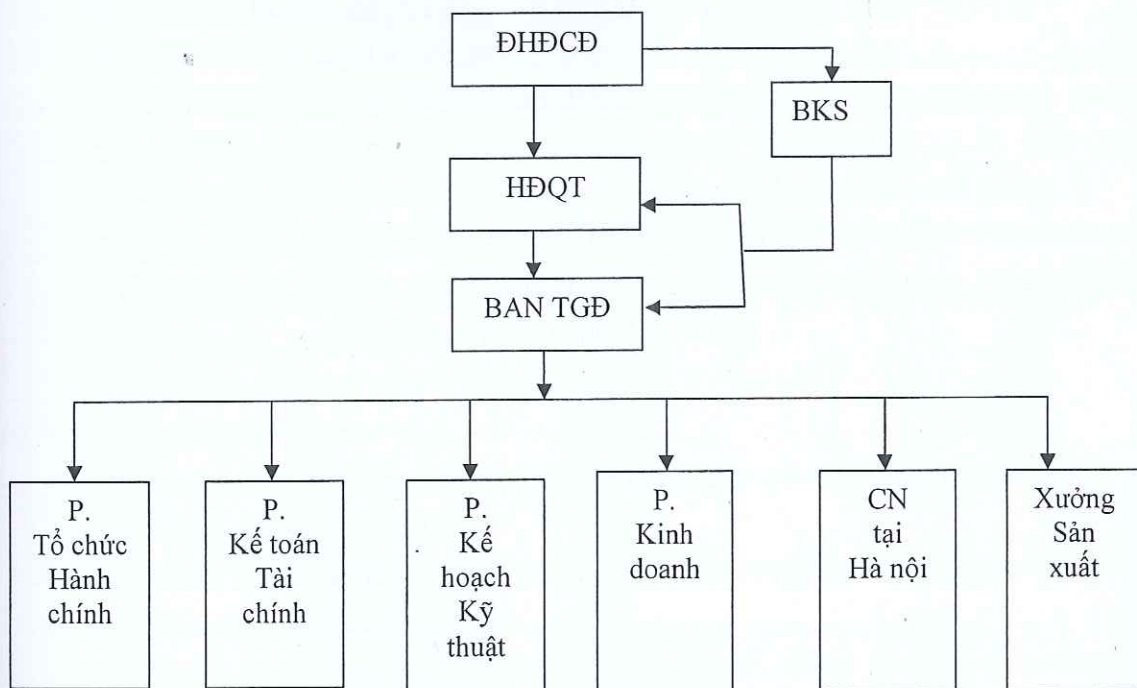 ĐHĐCĐ
BKS
HĐQT
BAN TGĐ
P.
Tổ chức
Hành
chính
P.
Kế toán
Tài
chính
P.
Kế
hoạch
Kỹ
thuật
P.
Kinh
doanh
CN
tại
Hà nội
Xưởng
Sản
xuất